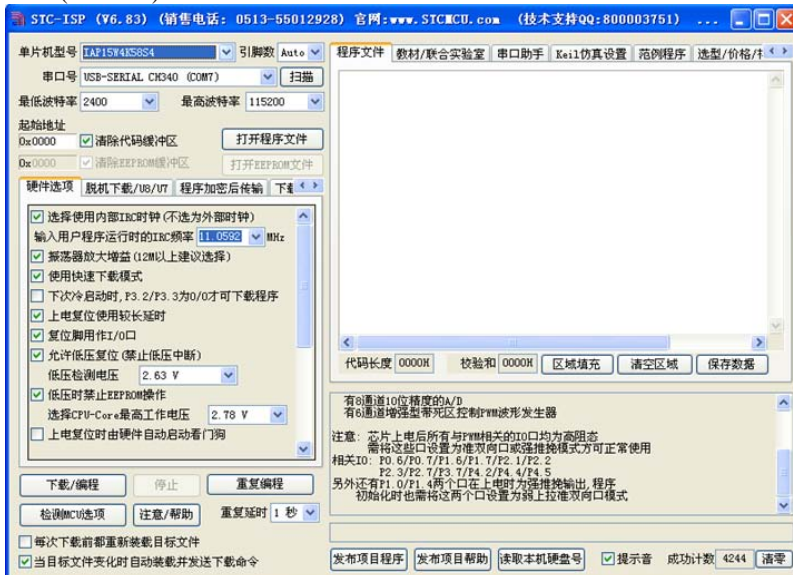 STC-ISP (V6.83) (销售电话: 0513-55012928) 官网:www.STCMCU.com (技术支持QQ:800003751) ...
单片机型号 IAP15W4K58S4 引脚数 Auto
串口号 USB-SERIAL CH340 (COM7) 扫描
最低波特率 2400 最高波特率 115200
起始地址
0x0000 清除代码缓冲区 打开程序文件
0x0000 清除EEPROM缓冲区 打开EEPROM文件
硬件选项 脱机下载/U8/U7 程序加密后传输 下载
选择使用内部IRC时钟(不选为外部时钟)
输入用户程序运行时的IRC频率 11.0592 MHz
振荡器放大增益(12M以上建议选择)
使用快速下载模式
下次冷启动时,P3.2/P3.3为0/0才可下载程序
上电复位使用较长延时
复位脚用作I/O口
允许低压复位(禁止低压中断)
低压检测电压 2.63 V
低压时禁止EEPROM操作
选择CPU-Core最高工作电压 2.78 V
上电复位时由硬件自动启动看门狗
下载/编程 停止 重复编程
检测MCU选项 注意/帮助 重复延时 1 秒
每次下载前都重新装载目标文件
当目标文件变化时自动装载并发送下载命令
程序文件 教材/联合实验室 串口助手 Keil仿真设置 范例程序 选型/价格/
代码长度 0000H 校验和 0000H 区域填充 清空区域 保存数据
有8通道10位精度的A/D
有6通道增强型带死区控制PWM波形发生器
注意: 芯片上电后所有与PWM相关的IO口均为高阻态
需将这些口设置为准双向口或强推挽模式方可正常使用
相关IO: P0.6/P0.7/P1.6/P1.7/P2.1/P2.2
P2.3/P2.7/P3.7/P4.2/P4.4/P4.5
另外还有P1.0/P1.4两个口在上电时为强推挽输出,程序
初始化时也需将这两个口设置为弱上拉准双向口模式
发布项目程序 发布项目帮助 读取本机硬盘号 提示音 成功计数 4244 清零